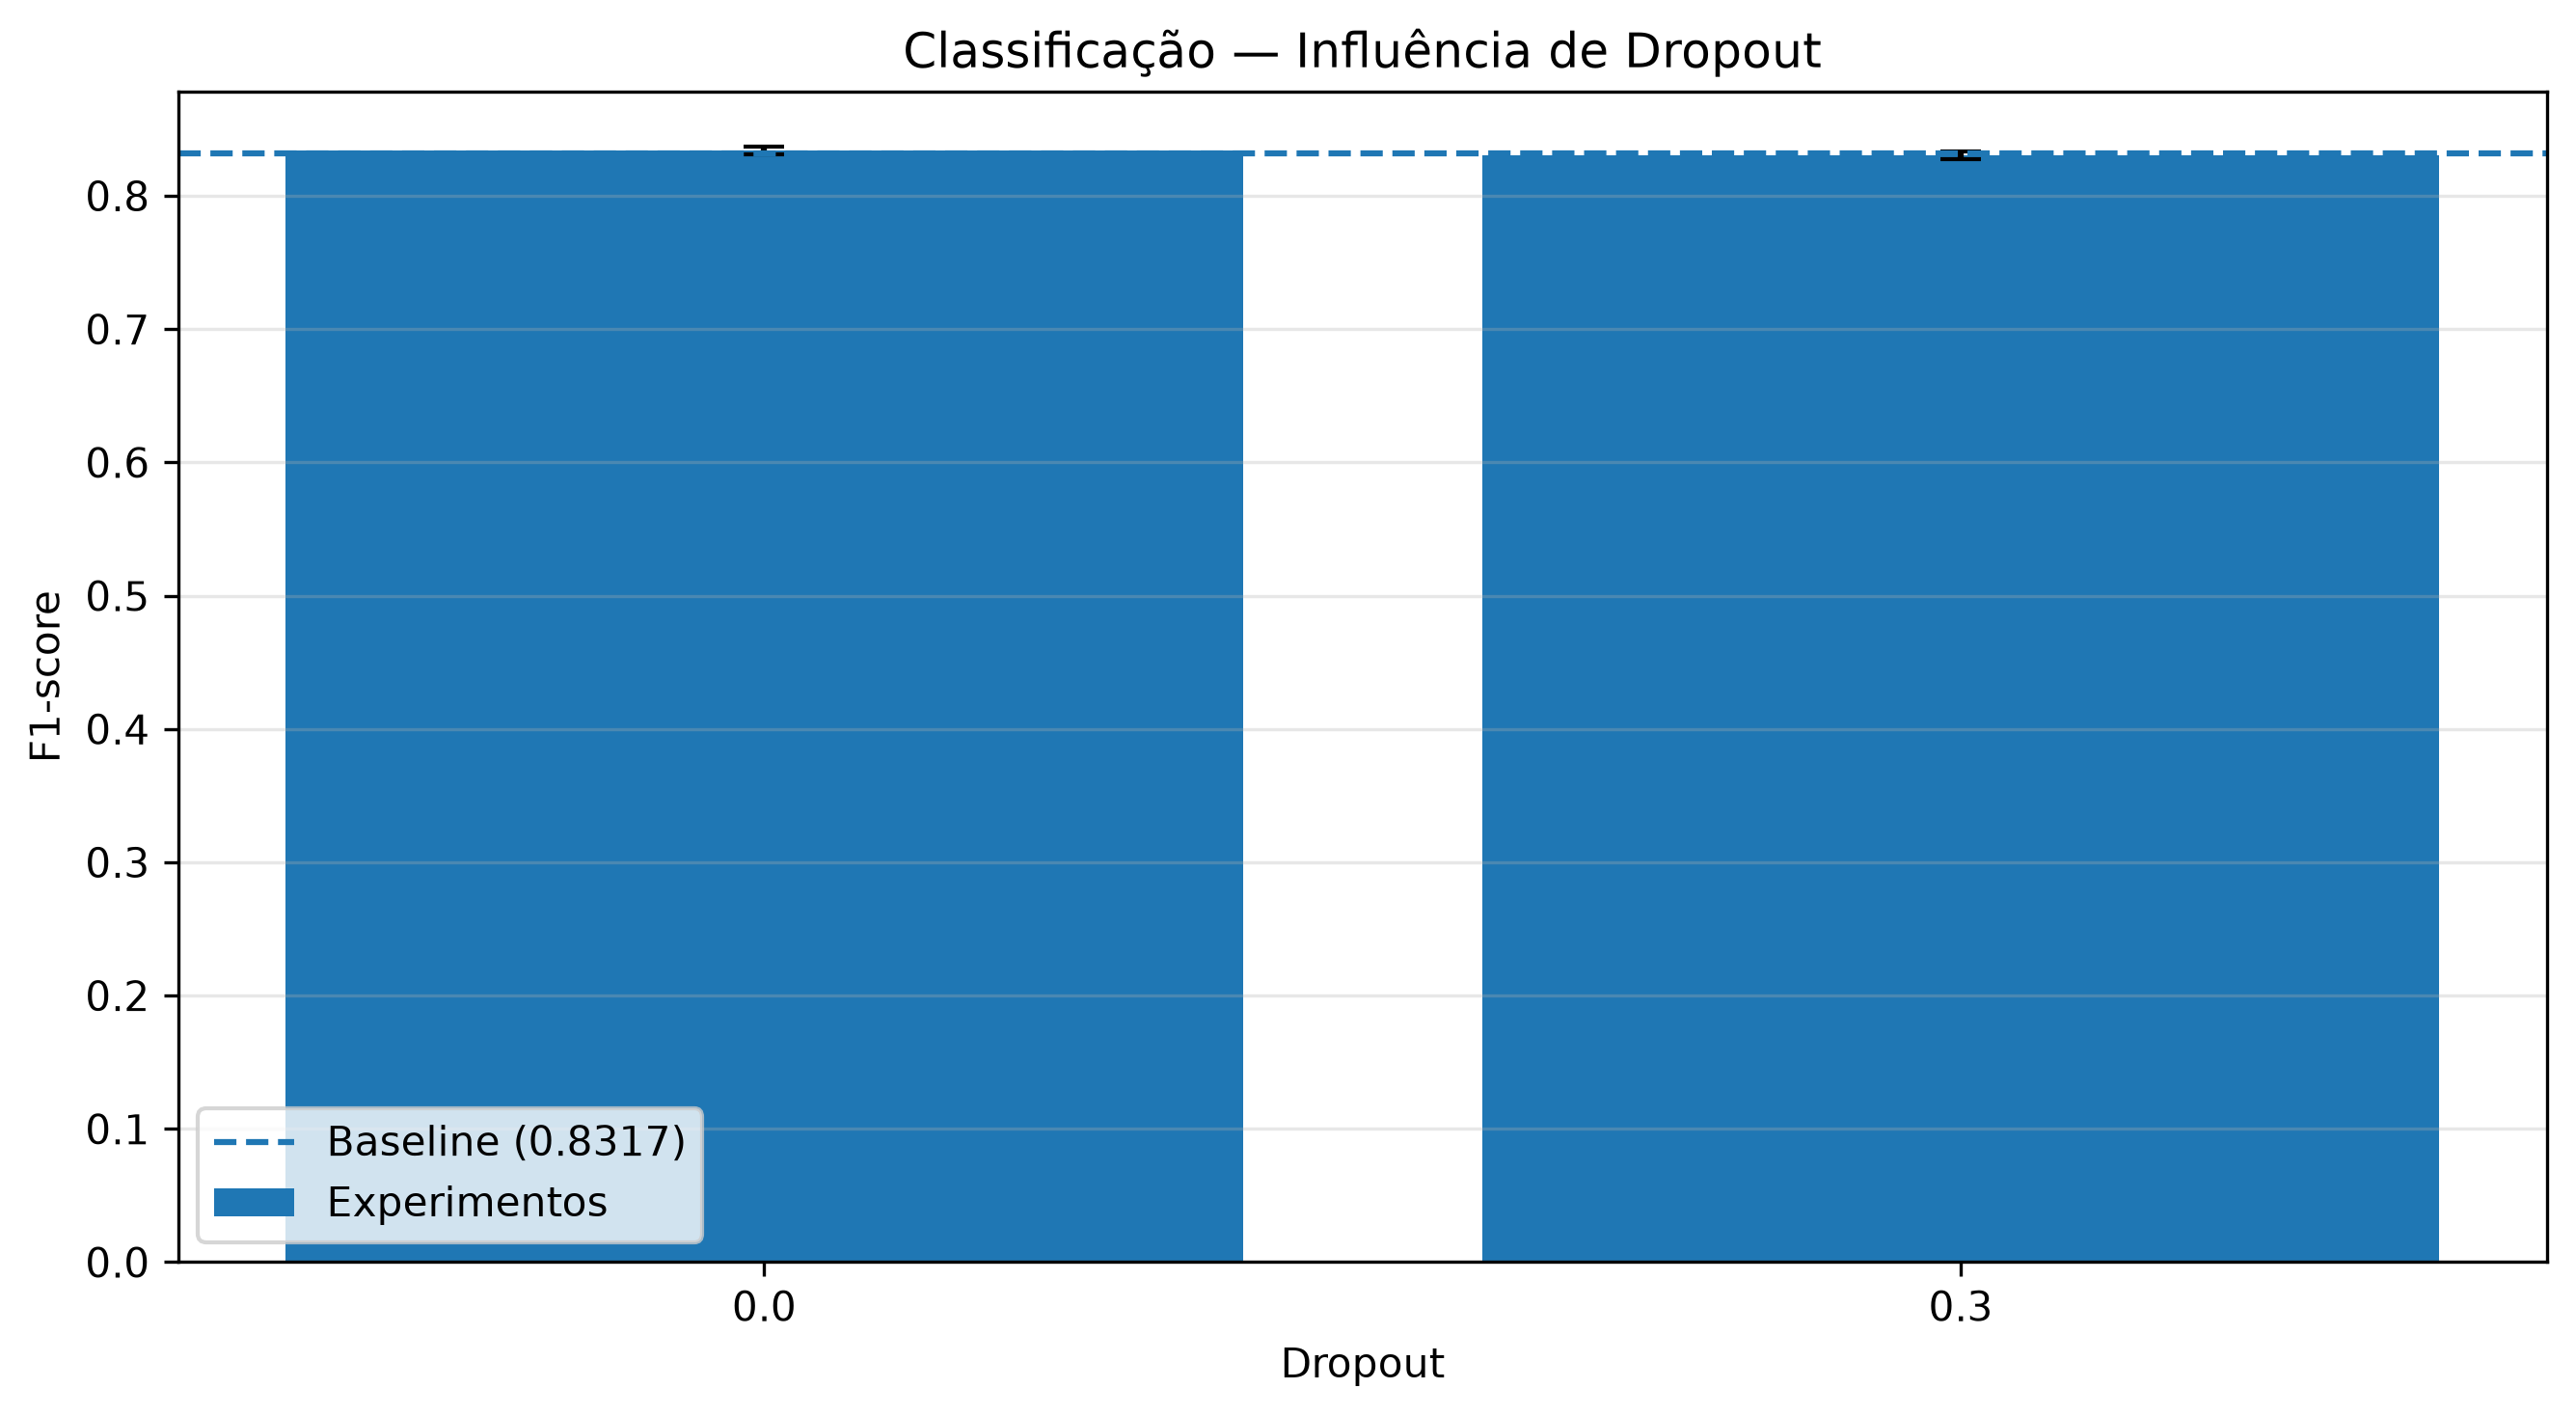 Classificação — Influência de Dropout
F1-score
0.8
0.7
0.6
0.5
0.4
0.3
0.2
0.1
0.0
Baseline (0.8317)
Experimentos
0.0
0.3
Dropout